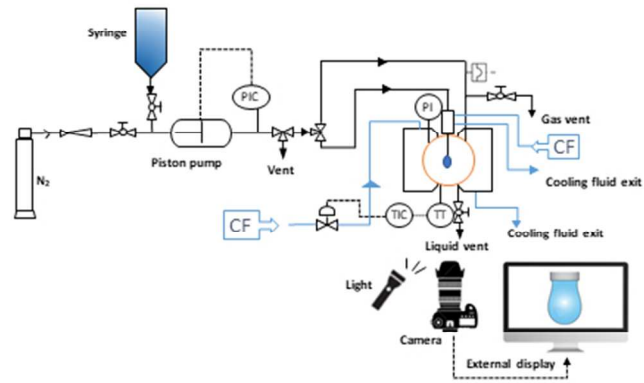 Syringe
PIC
PI
Gas vent
CF
Piston pump
Vent
N₂
Cooling fluid exit
CF
TIC
TT
Cooling fluid exit
Liquid vent
Light
Camera
External display